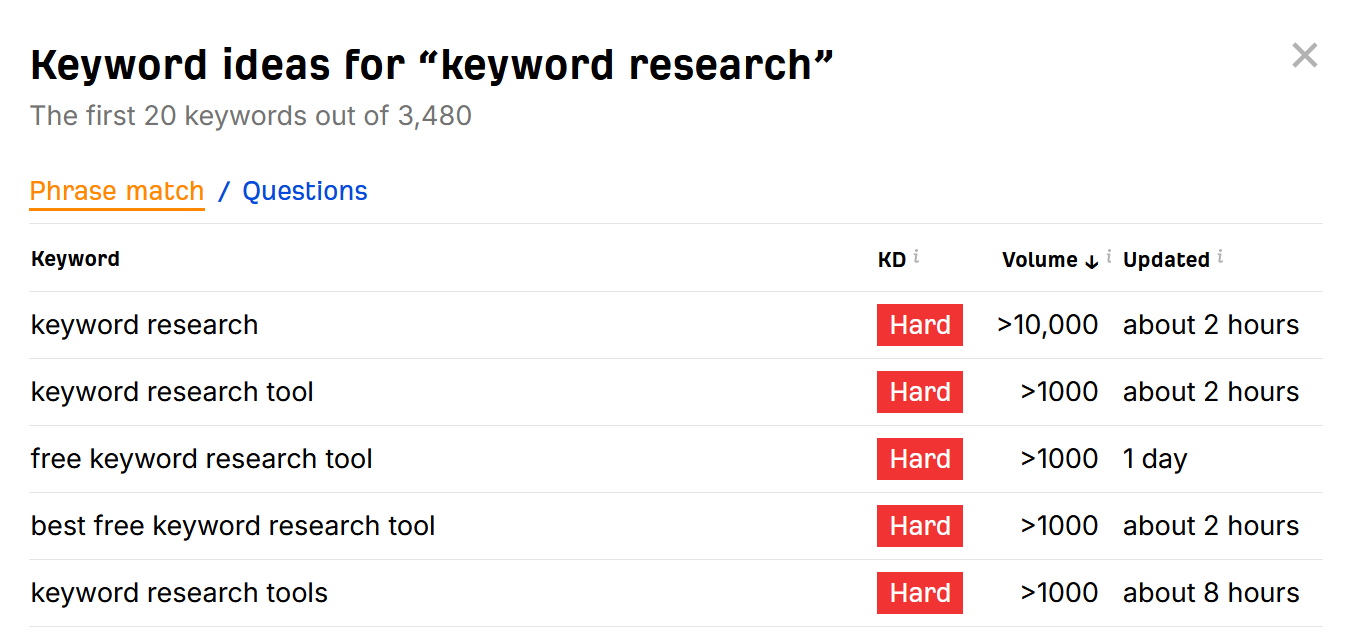 Keyword ideas for “keyword research”
The first 20 keywords out of 3,480
Phrase match / Questions
Keyword KD i Volume ↓ i Updated i
keyword research Hard >10,000 about 2 hours
keyword research tool Hard >1000 about 2 hours
free keyword research tool Hard >1000 1 day
best free keyword research tool Hard >1000 about 2 hours
keyword research tools Hard >1000 about 8 hours